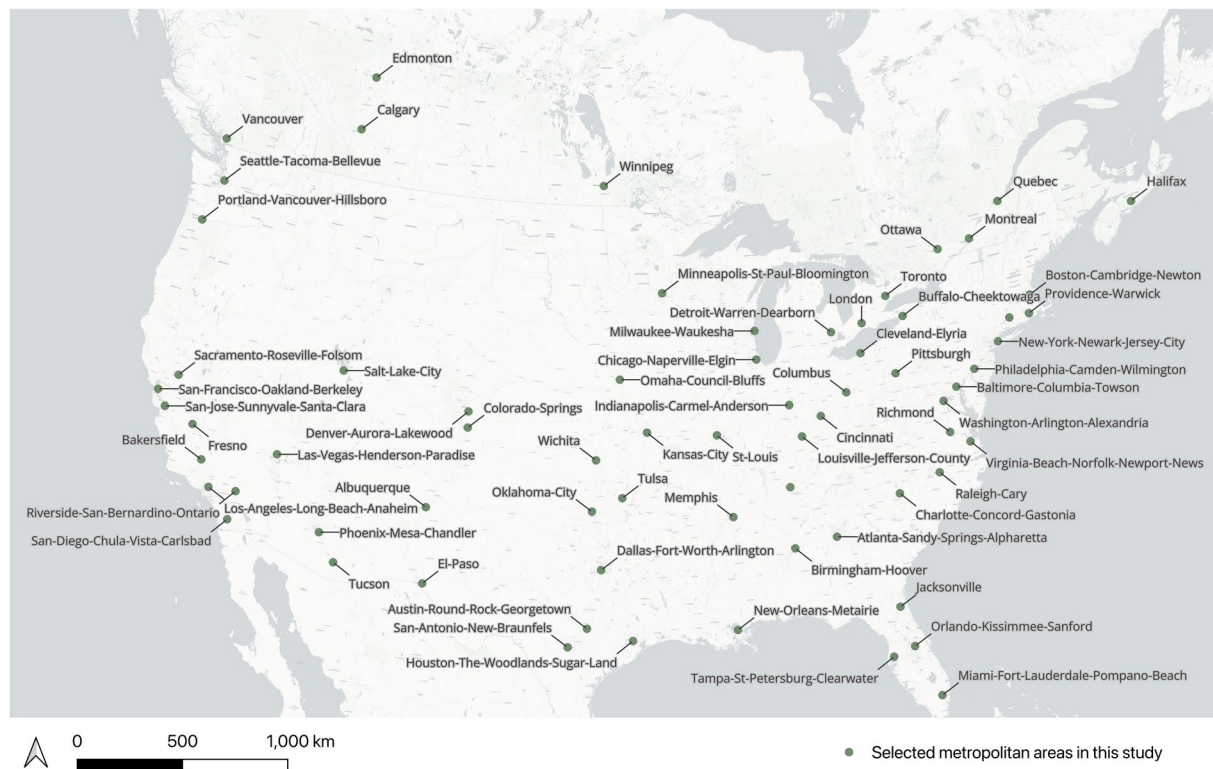 Edmonton
Calgary
Vancouver
Seattle-Tacoma-Bellevue
Winnipeg
Portland-Vancouver-Hillsboro
Quebec
Halifax
Montreal
Ottawa
Minneapolis-St-Paul-Bloomington
Toronto
Boston-Cambridge-Newton
London
Buffalo-Cheektowaga
Providence-Warwick
Detroit-Warren-Dearborn
Milwaukee-Waukesha
Cleveland-Elyria
New-York-Newark-Jersey-City
Sacramento-Roseville-Folsom
Pittsburgh
Chicago-Naperville-Elgin
Salt-Lake-City
Columbus
Philadelphia-Camden-Wilmington
Omaha-Council-Bluffs
San-Francisco-Oakland-Berkeley
Baltimore-Columbia-Towson
San-Jose-Sunnyvale-Santa-Clara
Colorado-Springs
Indianapolis-Carmel-Anderson
Richmond
Washington-Arlington-Alexandria
Denver-Aurora-Lakewood
Bakersfield
Fresno
Wichita
Cincinnati
Las-Vegas-Henderson-Paradise
Kansas-City
St-Louis
Louisville-Jefferson-County
Virginia-Beach-Norfolk-Newport-News
Tulsa
Albuquerque
Oklahoma-City
Memphis
Raleigh-Cary
Riverside-San-Bernardino-Ontario
Los-Angeles-Long-Beach-Anaheim
Charlotte-Concord-Gastonia
San-Diego-Chula-Vista-Carlsbad
Phoenix-Mesa-Chandler
Atlanta-Sandy-Springs-Alpharetta
Dallas-Fort-Worth-Arlington
El-Paso
Birmingham-Hoover
Tucson
Jacksonville
Austin-Round-Rock-Georgetown
New-Orleans-Metairie
San-Antonio-New-Braunfels
Orlando-Kissimmee-Sanford
Houston-The-Woodlands-Sugar-Land
Tampa-St-Petersburg-Clearwater
Miami-Fort-Lauderdale-Pompano-Beach
0 500 1,000 km
Selected metropolitan areas in this study